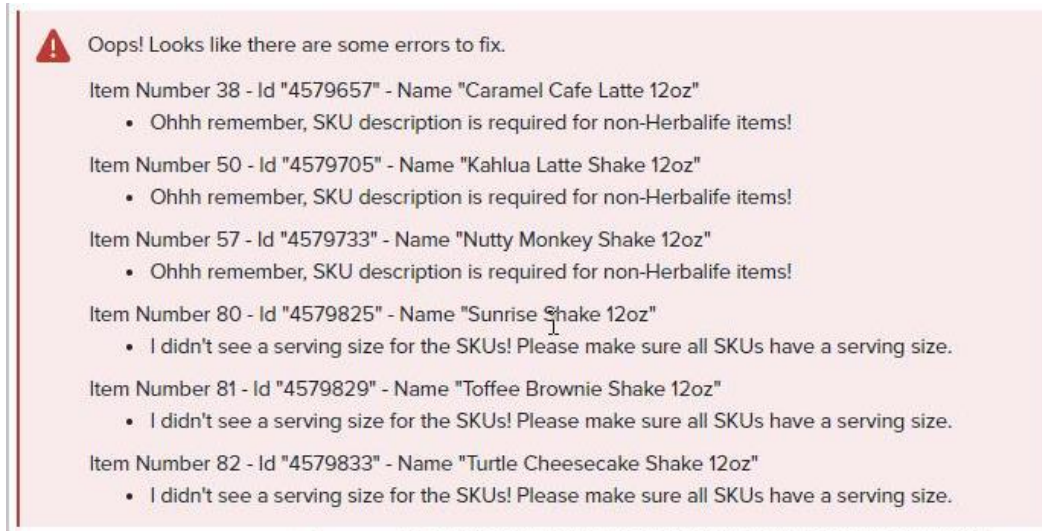 Oops! Looks like there are some errors to fix.
Item Number 38 - Id "4579657" - Name "Caramel Cafe Latte 12oz"
• Ohhh remember, SKU description is required for non-Herbalife items!
Item Number 50 - Id "4579705" - Name "Kahlua Latte Shake 12oz"
• Ohhh remember, SKU description is required for non-Herbalife items!
Item Number 57 - Id "4579733" - Name "Nutty Monkey Shake 12oz"
• Ohhh remember, SKU description is required for non-Herbalife items!
Item Number 80 - Id "4579825" - Name "Sunrise Shake 12oz"
• I didn't see a serving size for the SKUs! Please make sure all SKUs have a serving size.
Item Number 81 - Id "4579829" - Name "Toffee Brownie Shake 12oz"
• I didn't see a serving size for the SKUs! Please make sure all SKUs have a serving size.
Item Number 82 - Id "4579833" - Name "Turtle Cheesecake Shake 12oz"
• I didn't see a serving size for the SKUs! Please make sure all SKUs have a serving size.